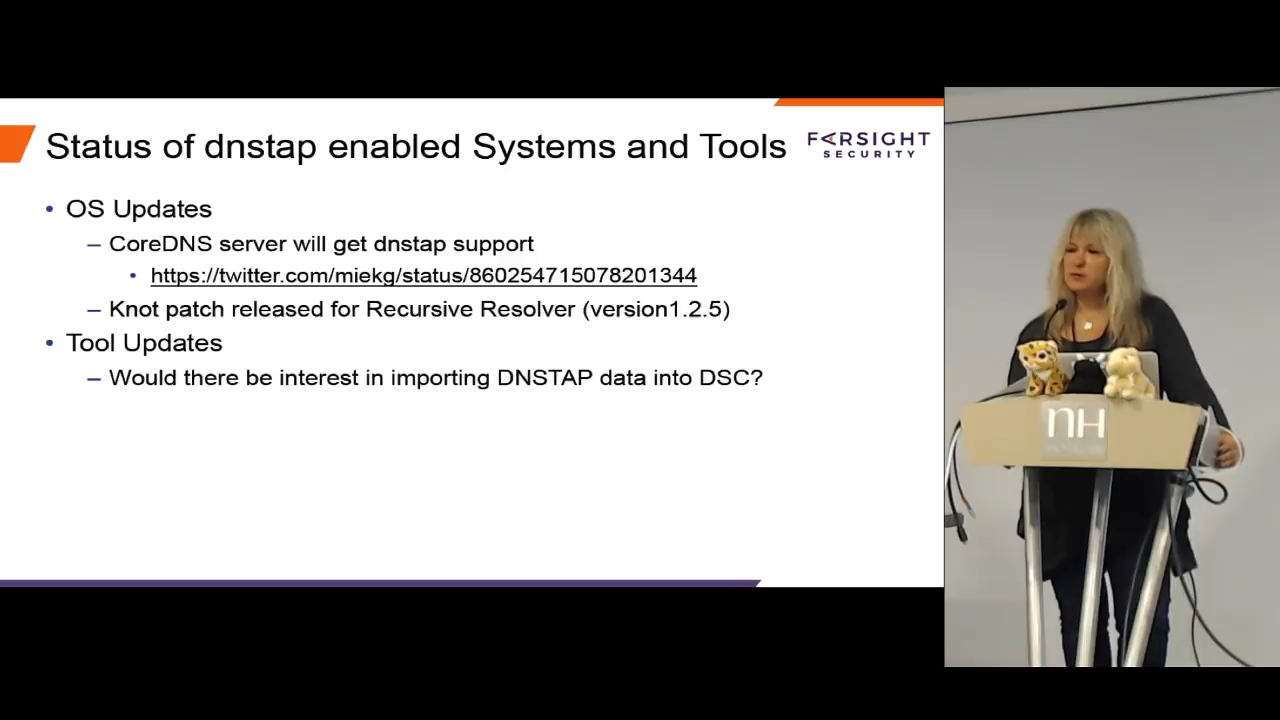 Status of dnstap enabled Systems and Tools
FARSIGHT
SECURITY
• OS Updates
– CoreDNS server will get dnstap support
• https://twitter.com/miekg/status/860254715078201344
– Knot patch released for Recursive Resolver (version1.2.5)
• Tool Updates
– Would there be interest in importing DNSTAP data into DSC?
nH